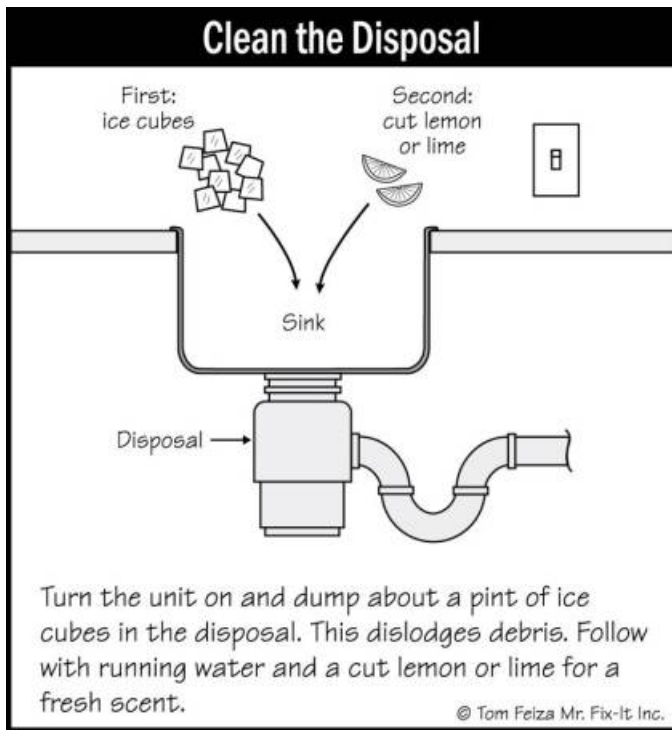 Clean the Disposal
First:
ice cubes
Second:
cut lemon
or lime
Sink
Disposal
Turn the unit on and dump about a pint of ice
cubes in the disposal. This dislodges debris. Follow
with running water and a cut lemon or lime for a
fresh scent.
© Tom Feiza Mr. Fix-It Inc.